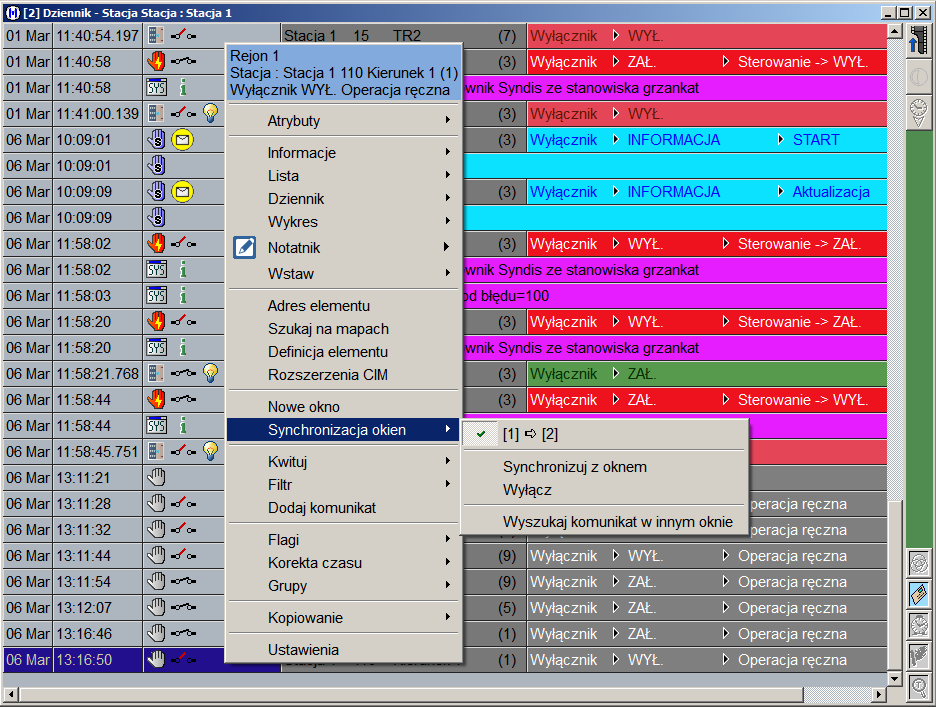 [2] Dziennik - Stacja Stacja : Stacja 1
01 Mar 11:40:54.197 Stacja 1 15 TR2 (7) Wyłącznik WYŁ.
01 Mar 11:40:58 (3) Wyłącznik ZAŁ. Sterowanie -> WYŁ.
01 Mar 11:40:58 SYS wnik Syndis ze stanowiska grzankat
01 Mar 11:41:00.139 (3) Wyłącznik WYŁ.
06 Mar 10:09:01 S (3) Wyłącznik INFORMACJA START
06 Mar 10:09:01 S
06 Mar 10:09:09 S (3) Wyłącznik INFORMACJA Aktualizacja
06 Mar 10:09:09 S
06 Mar 11:58:02 (3) Wyłącznik WYŁ. Sterowanie -> ZAŁ.
06 Mar 11:58:02 SYS wnik Syndis ze stanowiska grzankat
06 Mar 11:58:03 SYS od błędu=100
06 Mar 11:58:20 (3) Wyłącznik WYŁ. Sterowanie -> ZAŁ.
06 Mar 11:58:20 SYS wnik Syndis ze stanowiska grzankat
06 Mar 11:58:21.768 (3) Wyłącznik ZAŁ.
06 Mar 11:58:44 (3) Wyłącznik ZAŁ. Sterowanie -> WYŁ.
06 Mar 11:58:44 SYS
06 Mar 11:58:45.751
06 Mar 13:11:21
06 Mar 13:11:28 Operacja ręczna
06 Mar 13:11:32 Operacja ręczna
06 Mar 13:11:44 (9) Wyłącznik WYŁ. Operacja ręczna
06 Mar 13:11:54 (9) Wyłącznik ZAŁ. Operacja ręczna
06 Mar 13:12:07 (5) Wyłącznik ZAŁ. Operacja ręczna
06 Mar 13:16:46 (1) Wyłącznik ZAŁ. Operacja ręczna
06 Mar 13:16:50 (1) Wyłącznik WYŁ. Operacja ręczna
Rejon 1
Stacja : Stacja 1 110 Kierunek 1 (1)
Wyłącznik WYŁ. Operacja ręczna
Atrybuty
Informacje
Lista
Dziennik
Wykres
Notatnik
Wstaw
Adres elementu
Szukaj na mapach
Definicja elementu
Rozszerzenia CIM
Nowe okno
Synchronizacja okien
Kwituj
Filtr
Dodaj komunikat
Flagi
Korekta czasu
Grupy
Kopiowanie
Ustawienia
[1] ⇨ [2]
Synchronizuj z oknem
Wyłącz
Wyszukaj komunikat w innym oknie